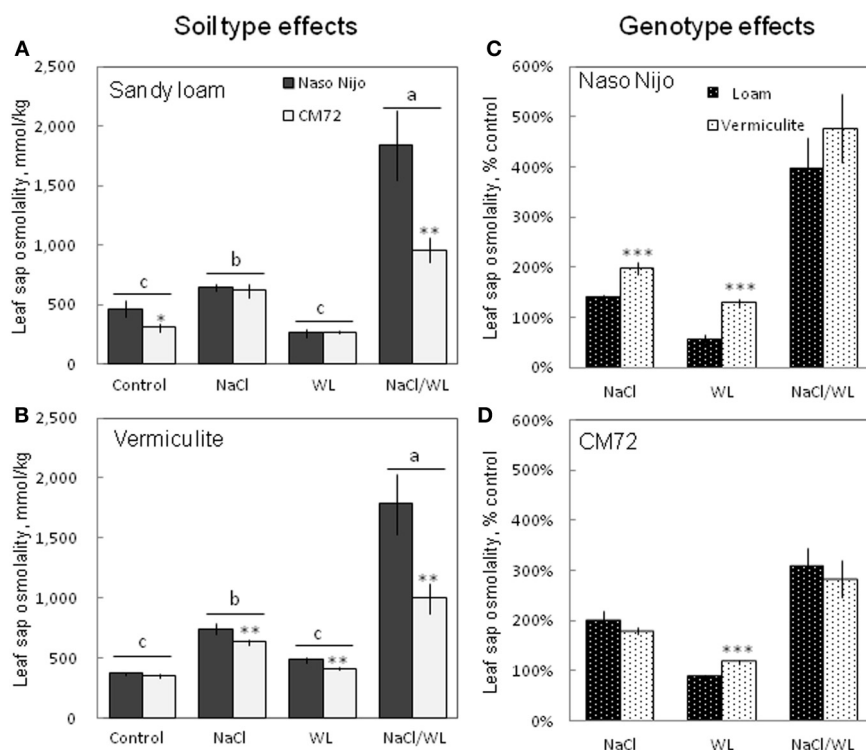 Soil type effects
Genotype effects
A
Sandy loam
Naso Nijo
CM72
Leaf sap osmolality, mmol/kg
2,500
2,000
1,500
1,000
500
0
c
*
b
c
a
**
Control
NaCl
WL
NaCl/WL
B
Vermiculite
Leaf sap osmolality, mmol/kg
2,500
2,000
1,500
1,000
500
0
c
b
**
c
**
a
**
Control
NaCl
WL
NaCl/WL
C
Naso Nijo
Loam
Vermiculite
Leaf sap osmolality, % control
600%
500%
400%
300%
200%
100%
0%
***
***
NaCl
WL
NaCl/WL
D
CM72
Leaf sap osmolality, % control
600%
500%
400%
300%
200%
100%
0%
***
NaCl
WL
NaCl/WL